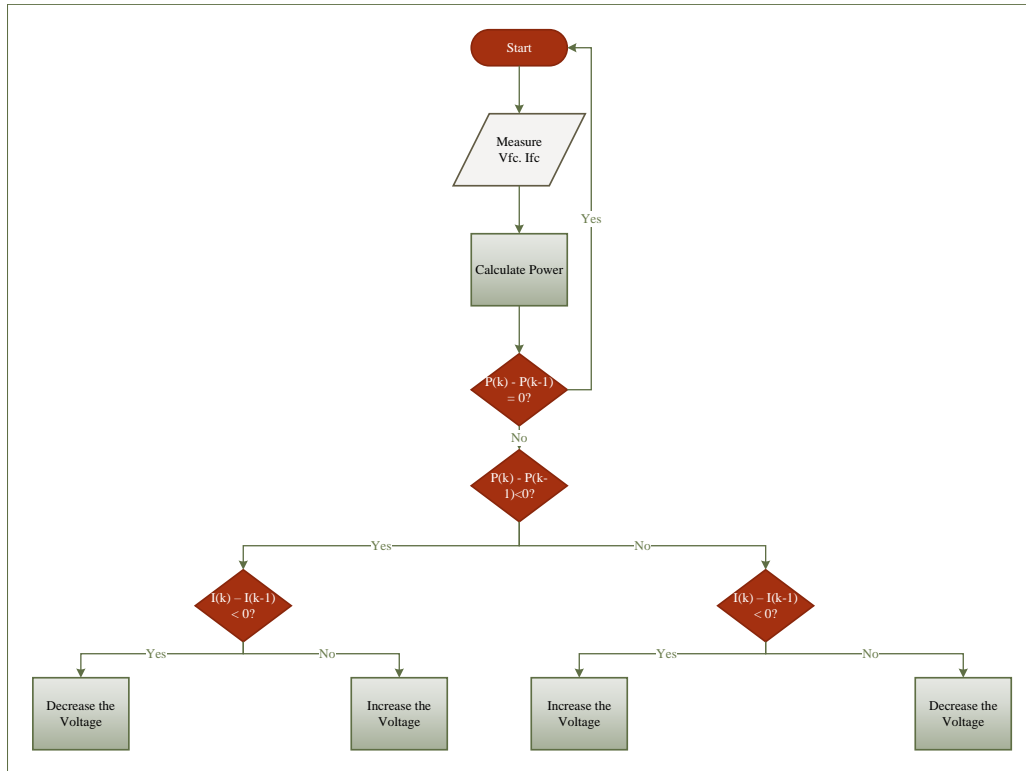 Start
Measure
Vfc. Ifc
Yes
Calculate Power
P(k) - P(k-1)
= 0?
No
P(k) - P(k-
1)<0?
Yes
No
I(k) – I(k-1)
< 0?
I(k) – I(k-1)
< 0?
Yes
No
Yes
No
Decrease the
Voltage
Increase the
Voltage
Increase the
Voltage
Decrease the
Voltage